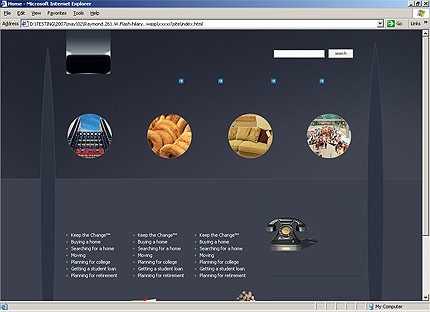 Home - Microsoft Internet Explorer
File Edit View Favorites Tools Help
Address D:\TESTING\2007\may\02\Raymond.261.W.Flash-hilary...wasp\xxxxx\site\index.html Go Links »
search
Keep the Change™ Keep the Change™ Keep the Change™
Buying a home Buying a home Buying a home
Searching for a home Searching for a home Searching for a home
Moving Moving Moving
Planning for college Planning for college Planning for college
Getting a student loan Getting a student loan Getting a student loan
Planning for retirement Planning for retirement Planning for retirement
My Computer